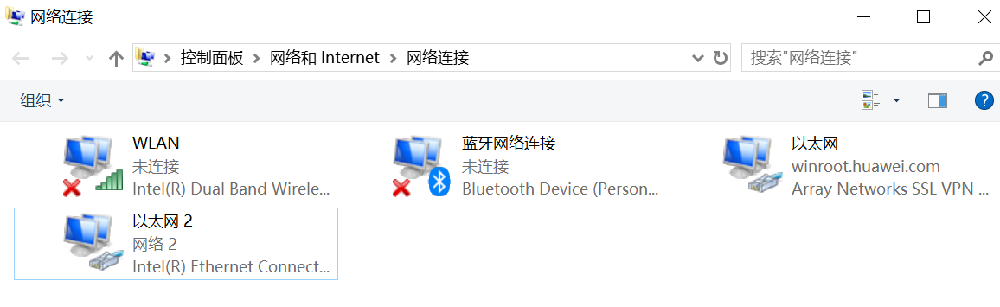 网络连接
控制面板 网络和 Internet 网络连接
搜索"网络连接"
组织
WLAN
未连接
Intel(R) Dual Band Wirele...
蓝牙网络连接
未连接
Bluetooth Device (Person...
以太网
winroot.huawei.com
Array Networks SSL VPN ...
以太网 2
网络 2
Intel(R) Ethernet Connect...